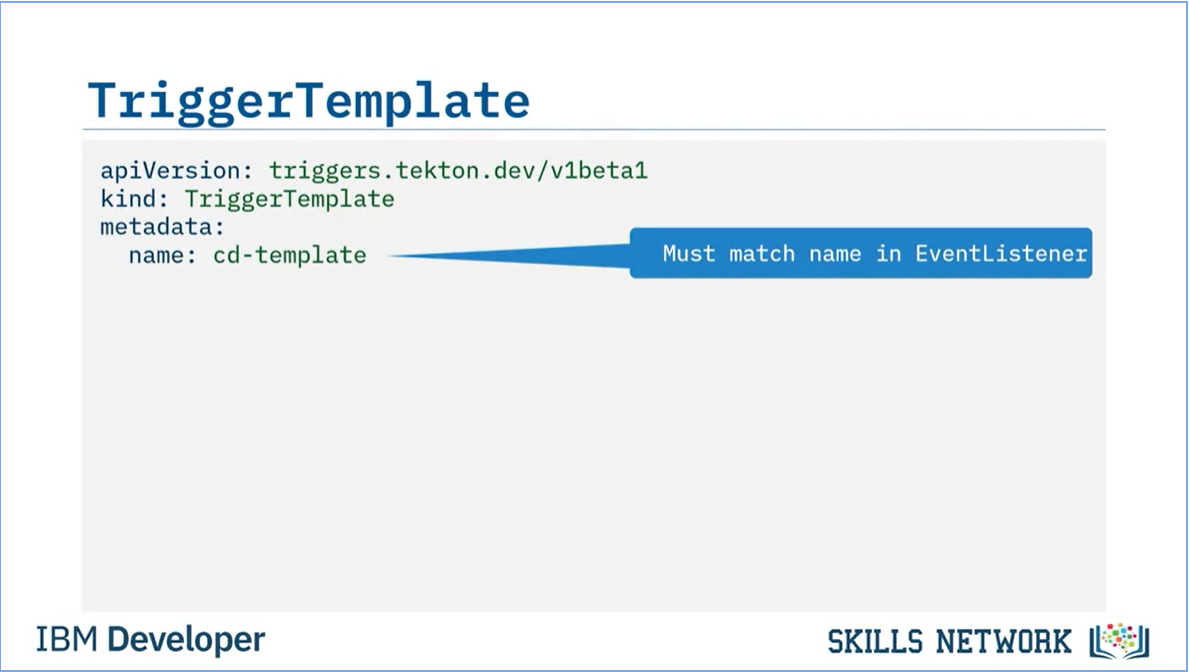 TriggerTemplate
apiVersion: triggers.tekton.dev/v1beta1
kind: TriggerTemplate
metadata:
  name: cd-template
Must match name in EventListener
IBM Developer
SKILLS NETWORK